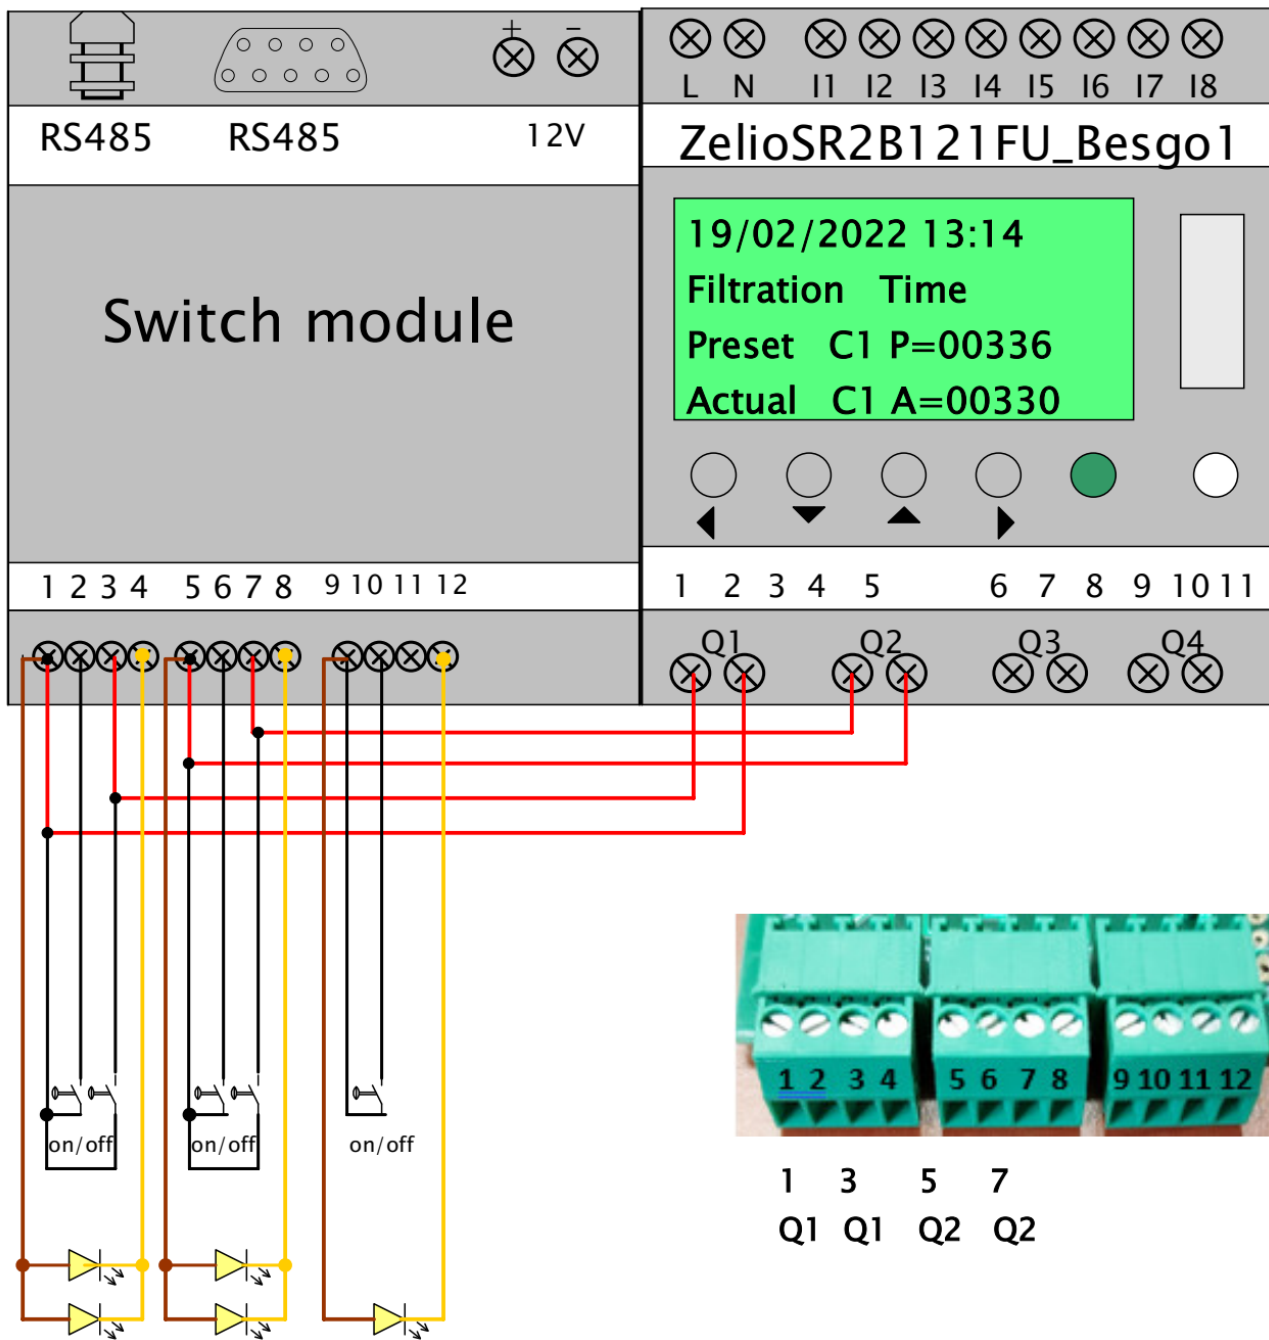 + −
L N I1 I2 I3 I4 I5 I6 I7 I8
RS485 RS485 12V
ZelioSR2B121FU_Besgo1
19/02/2022 13:14
Filtration Time
Preset C1 P=00336
Actual C1 A=00330
Switch module
1 2 3 4 5 6 7 8 9 10 11 12
1 2 3 4 5 6 7 8 9 10 11
Q1 Q2 Q3 Q4
on/off on/off on/off
1 2 3 4 5 6 7 8 9 10 11 12
1 3 5 7
Q1 Q1 Q2 Q2